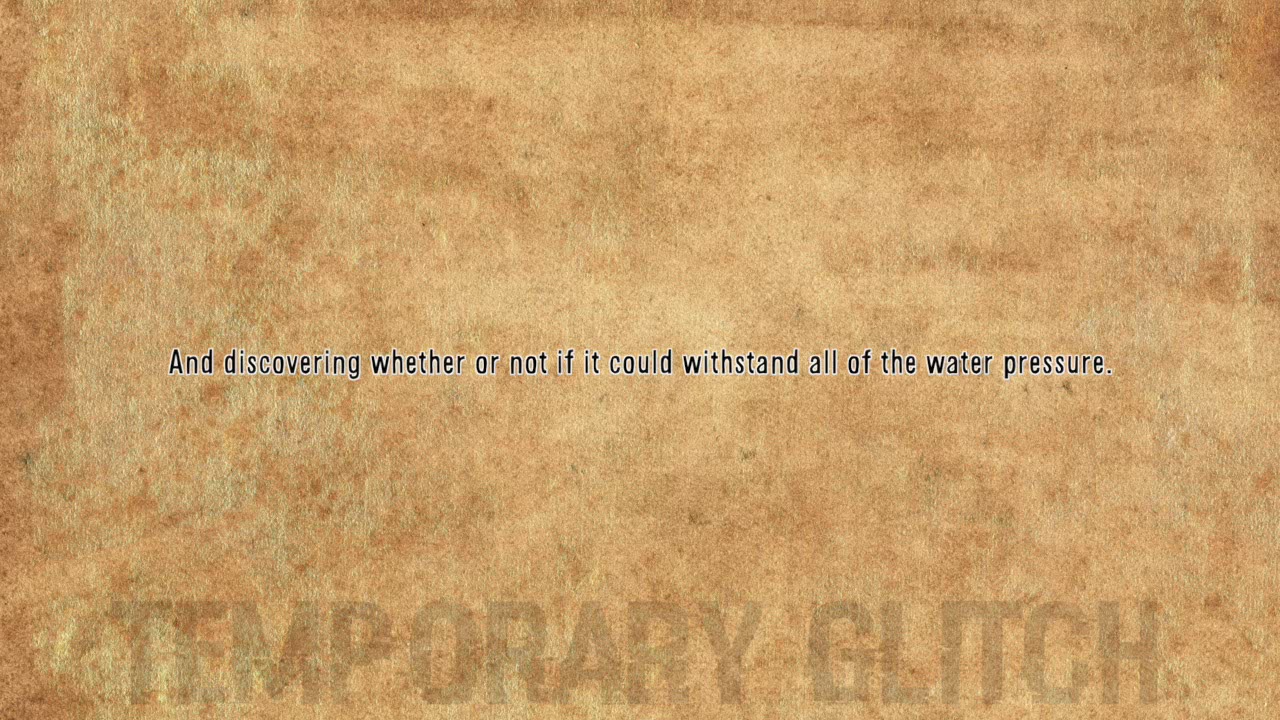 And discovering whether or not if it could withstand all of the water pressure.
TEMPORARY GLITCH